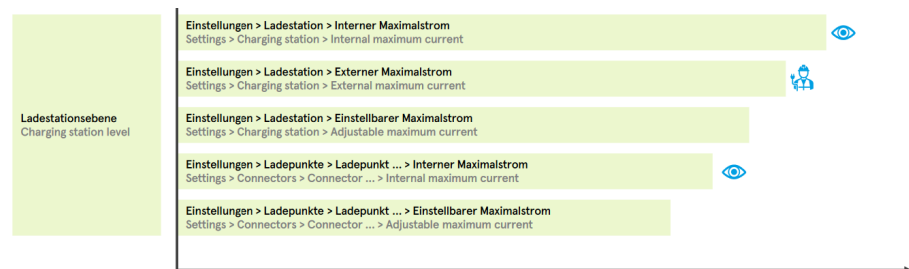 Ladestationsebene
Charging station level
Einstellungen > Ladestation > Interner Maximalstrom
Settings > Charging station > Internal maximum current
Einstellungen > Ladestation > Externer Maximalstrom
Settings > Charging station > External maximum current
Einstellungen > Ladestation > Einstellbarer Maximalstrom
Settings > Charging station > Adjustable maximum current
Einstellungen > Ladepunkte > Ladepunkt ... > Interner Maximalstrom
Settings > Connectors > Connector ... > Internal maximum current
Einstellungen > Ladepunkte > Ladepunkt ... > Einstellbarer Maximalstrom
Settings > Connectors > Connector ... > Adjustable maximum current